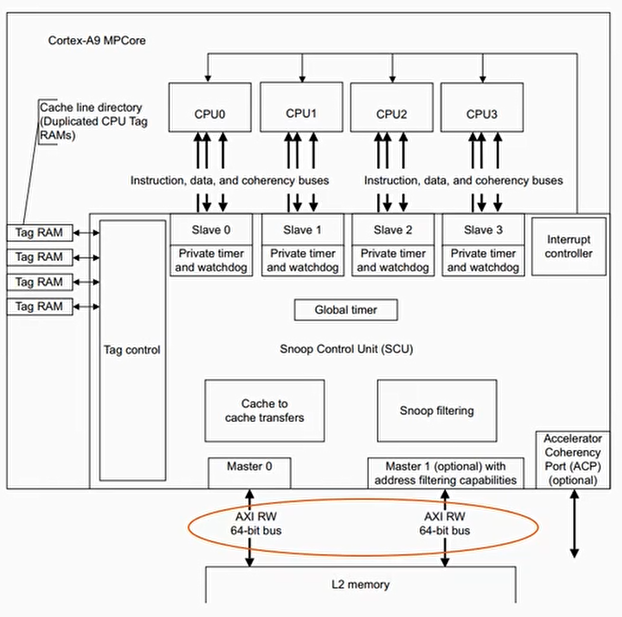 Cortex-A9 MPCore
Cache line directory
(Duplicated CPU Tag
RAMs)
CPU0
CPU1
CPU2
CPU3
Instruction, data, and coherency buses
Instruction, data, and coherency buses
Tag RAM
Tag RAM
Tag RAM
Tag RAM
Tag control
Slave 0
Private timer
and watchdog
Slave 1
Private timer
and watchdog
Slave 2
Private timer
and watchdog
Slave 3
Private timer
and watchdog
Interrupt
controller
Global timer
Snoop Control Unit (SCU)
Cache to
cache transfers
Snoop filtering
Master 0
Master 1 (optional) with
address filtering capabilities
Accelerator
Coherency
Port (ACP)
(optional)
AXI RW
64-bit bus
AXI RW
64-bit bus
L2 memory